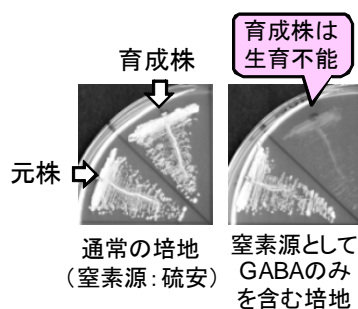 育成株は
生育不能
育成株
元株
通常の培地
（窒素源：硫安）
窒素源として
GABAのみ
を含む培地